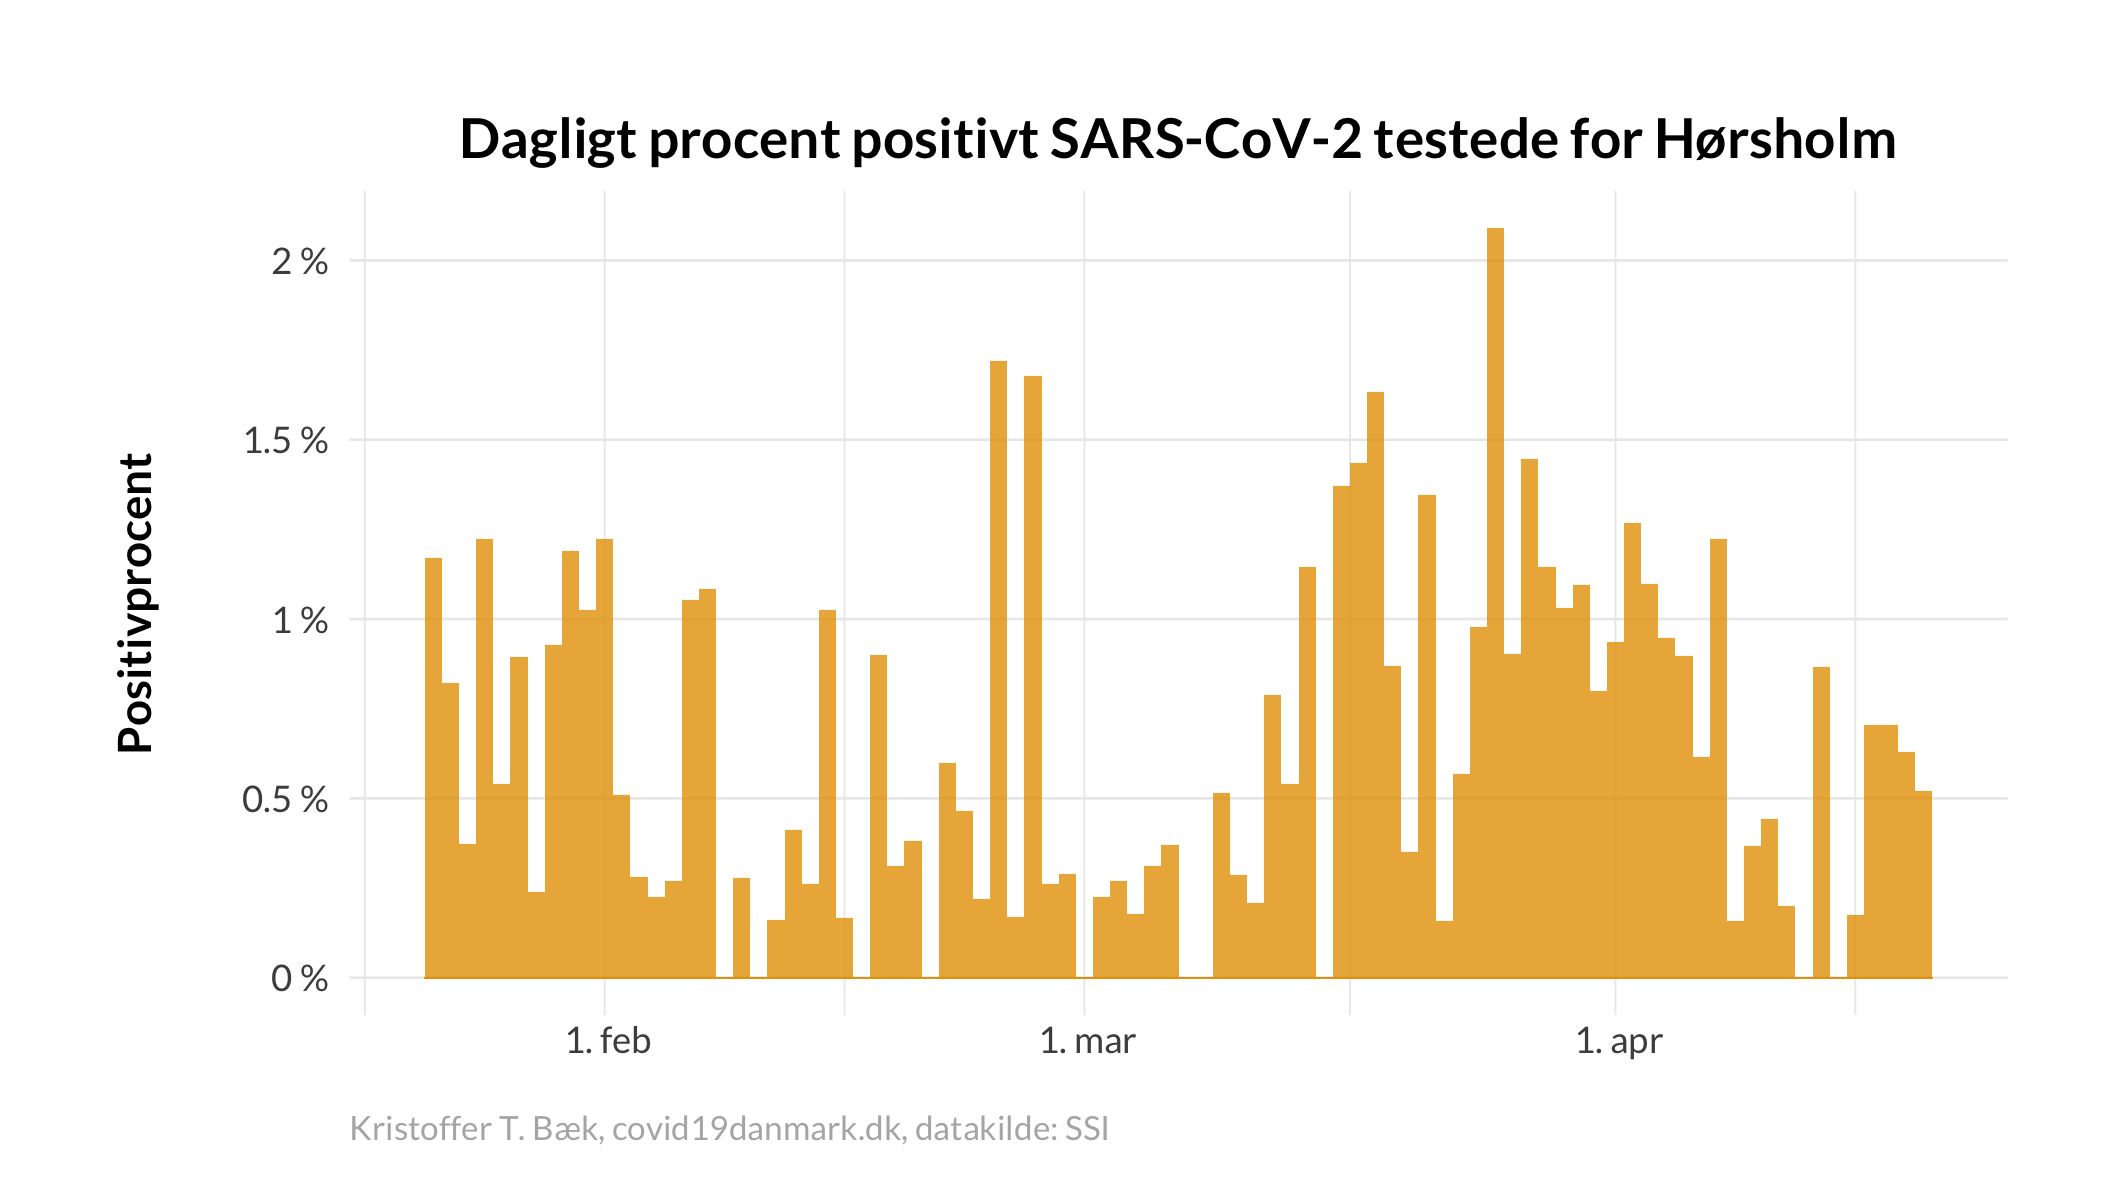 Dagligt procent positivt SARS-CoV-2 testede for Hørsholm
Positivprocent
2 %
1.5 %
1 %
0.5 %
0 %
1. feb
1. mar
1. apr
Kristoffer T. Bæk, covid19danmark.dk, datakilde: SSI